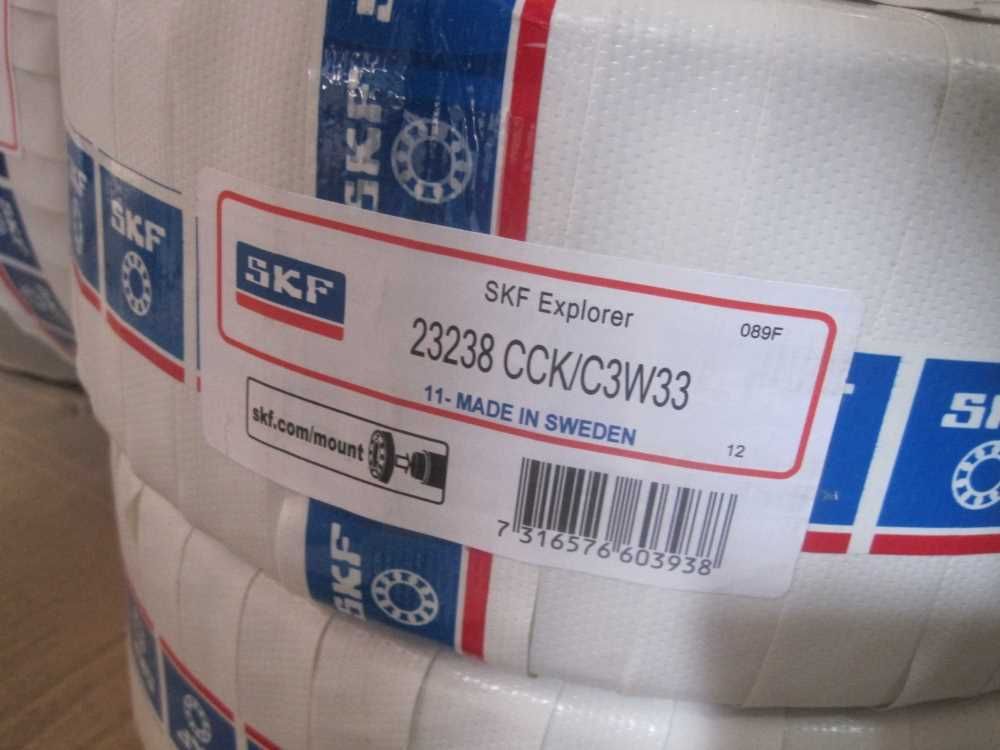 SKF
SKF
SKF
SKF
SKF Explorer
089F
23238 CCK/C3W33
11- MADE IN SWEDEN
12
skf.com/mount
7 316576 603938
SKF